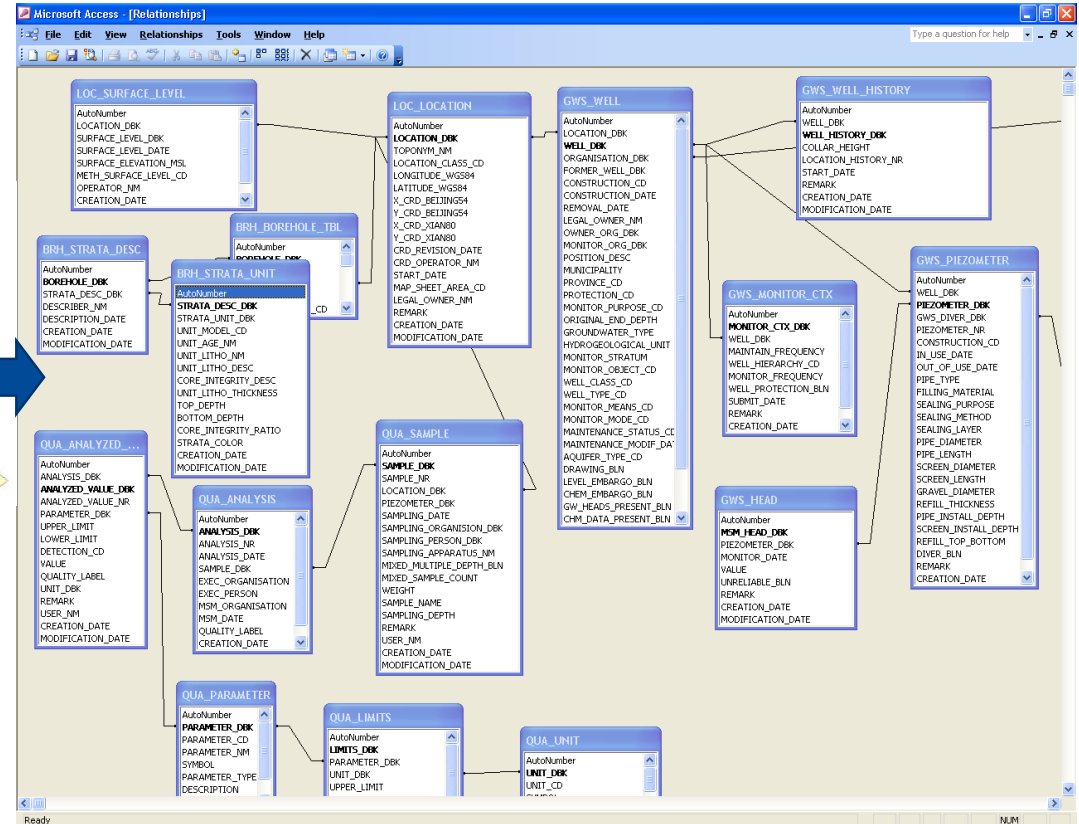 Microsoft Access - [Relationships]
File Edit View Relationships Tools Window Help
Type a question for help
LOC_SURFACE_LEVEL
AutoNumber
LOCATION_DBK
SURFACE_LEVEL_DBK
SURFACE_LEVEL_DATE
SURFACE_ELEVATION_MSL
METH_SURFACE_LEVEL_CD
OPERATOR_NM
CREATION_DATE
LOC_LOCATION
AutoNumber
LOCATION_DBK
TOPONYM_NM
LOCATION_CLASS_CD
LONGITUDE_WGS84
LATITUDE_WGS84
X_CRD_BEIJING54
Y_CRD_BEIJING54
X_CRD_XIAN80
Y_CRD_XIAN80
CRD_REVISION_DATE
CRD_OPERATOR_NM
START_DATE
MAP_SHEET_AREA_CD
LEGAL_OWNER_NM
REMARK
CREATION_DATE
MODIFICATION_DATE
GWS_WELL
AutoNumber
LOCATION_DBK
WELL_DBK
ORGANISATION_DBK
FORMER_WELL_DBK
CONSTRUCTION_CD
CONSTRUCTION_DATE
REMOVAL_DATE
LEGAL_OWNER_NM
OWNER_ORG_DBK
MONITOR_ORG_DBK
POSITION_DESC
MUNICIPALITY
PROVINCE_CD
PROTECTION_CD
MONITOR_PURPOSE_CD
ORIGINAL_END_DEPTH
GROUNDWATER_TYPE
HYDROGEOLOGICAL_UNIT
MONITOR_STRATUM
MONITOR_OBJECT_CD
WELL_CLASS_CD
WELL_TYPE_CD
MONITOR_MEANS_CD
MONITOR_MODE_CD
MAINTENANCE_STATUS_CD
MAINTENANCE_MODIF_DAT
AQUIFER_TYPE_CD
DRAWING_BLN
LEVEL_EMBARGO_BLN
CHEM_EMBARGO_BLN
GW_HEADS_PRESENT_BLN
CHM_DATA_PRESENT_BLN
GWS_WELL_HISTORY
AutoNumber
WELL_DBK
WELL_HISTORY_DBK
COLLAR_HEIGHT
LOCATION_HISTORY_NR
START_DATE
REMARK
CREATION_DATE
MODIFICATION_DATE
BRH_BOREHOLE_TBL
AutoNumber
BOREHOLE_DBK
_CD
BRH_STRATA_DESC
AutoNumber
BOREHOLE_DBK
STRATA_DESC_DBK
DESCRIBER_NM
DESCRIPTION_DATE
CREATION_DATE
MODIFICATION_DATE
BRH_STRATA_UNIT
AutoNumber
STRATA_DESC_DBK
STRATA_UNIT_DBK
UNIT_MODEL_CD
UNIT_AGE_NM
UNIT_LITHO_NM
UNIT_LITHO_DESC
CORE_INTEGRITY_DESC
UNIT_LITHO_THICKNESS
TOP_DEPTH
BOTTOM_DEPTH
CORE_INTEGRITY_RATIO
STRATA_COLOR
CREATION_DATE
MODIFICATION_DATE
GWS_MONITOR_CTX
AutoNumber
MONITOR_CTX_DBK
WELL_DBK
MAINTAIN_FREQUENCY
WELL_HIERARCHY_CD
MONITOR_FREQUENCY
WELL_PROTECTION_BLN
SUBMIT_DATE
REMARK
CREATION_DATE
GWS_PIEZOMETER
AutoNumber
WELL_DBK
PIEZOMETER_DBK
GWS_DIVER_DBK
PIEZOMETER_NR
CONSTRUCTION_CD
IN_USE_DATE
OUT_OF_USE_DATE
PIPE_TYPE
FILLING_MATERIAL
SEALING_PURPOSE
SEALING_METHOD
SEALING_LAYER
PIPE_DIAMETER
PIPE_LENGTH
SCREEN_DIAMETER
SCREEN_LENGTH
GRAVEL_DIAMETER
REFILL_THICKNESS
PIPE_INSTALL_DEPTH
SCREEN_INSTALL_DEPTH
REFILL_TOP_BOTTOM
DIVER_BLN
REMARK
CREATION_DATE
QUA_ANALYZED_...
AutoNumber
ANALYSIS_DBK
ANALYZED_VALUE_DBK
ANALYZED_VALUE_NR
PARAMETER_DBK
UPPER_LIMIT
LOWER_LIMIT
DETECTION_CD
VALUE
QUALITY_LABEL
UNIT_DBK
REMARK
USER_NM
CREATION_DATE
MODIFICATION_DATE
QUA_ANALYSIS
AutoNumber
ANALYSIS_DBK
ANALYSIS_NR
ANALYSIS_DATE
SAMPLE_DBK
EXEC_ORGANISATION
EXEC_PERSON
MSM_ORGANISATION
MSM_DATE
QUALITY_LABEL
CREATION_DATE
QUA_SAMPLE
AutoNumber
SAMPLE_DBK
SAMPLE_NR
LOCATION_DBK
PIEZOMETER_DBK
SAMPLING_DATE
SAMPLING_ORGANISION_DBK
SAMPLING_PERSON_DBK
SAMPLING_APPARATUS_NM
MIXED_MULTIPLE_DEPTH_BLN
MIXED_SAMPLE_COUNT
WEIGHT
SAMPLE_NAME
SAMPLING_DEPTH
REMARK
USER_NM
CREATION_DATE
MODIFICATION_DATE
GWS_HEAD
AutoNumber
MSM_HEAD_DBK
PIEZOMETER_DBK
MONITOR_DATE
VALUE
UNRELIABLE_BLN
REMARK
CREATION_DATE
MODIFICATION_DATE
QUA_PARAMETER
AutoNumber
PARAMETER_DBK
PARAMETER_CD
PARAMETER_NM
SYMBOL
PARAMETER_TYPE
DESCRIPTION
QUA_LIMITS
AutoNumber
LIMITS_DBK
PARAMETER_DBK
UNIT_DBK
UPPER_LIMIT
QUA_UNIT
AutoNumber
UNIT_DBK
UNIT_CD
Ready
NUM